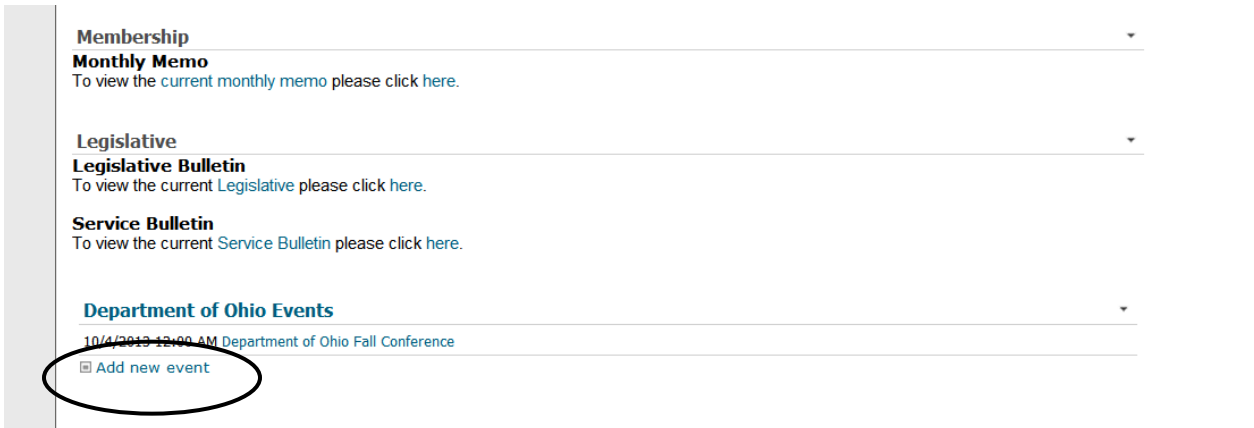 Membership
Monthly Memo
To view the current monthly memo please click here.
Legislative
Legislative Bulletin
To view the current Legislative please click here.
Service Bulletin
To view the current Service Bulletin please click here.
Department of Ohio Events
10/4/2013 12:00 AM Department of Ohio Fall Conference
Add new event